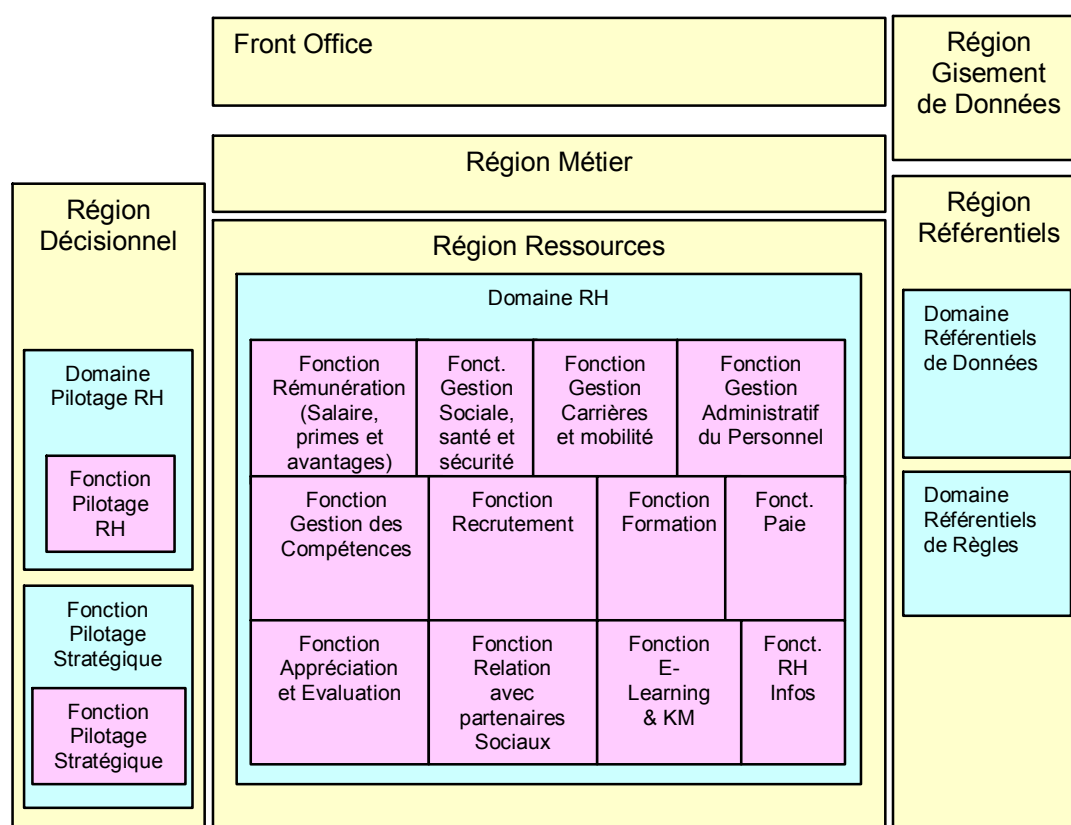 Front Office
Région
Gisement
de Données
Région Métier
Région
Décisionnel
Domaine
Pilotage RH
Fonction
Pilotage
RH
Fonction
Pilotage
Stratégique
Fonction
Pilotage
Stratégique
Région Ressources
Domaine RH
Fonction
Rémunération
(Salaire,
primes et
avantages)
Fonct.
Gestion
Sociale,
santé et
sécurité
Fonction
Gestion
Carrières
et mobilité
Fonction
Gestion
Administratif
du Personnel
Fonction
Gestion des
Compétences
Fonction
Recrutement
Fonction
Formation
Fonct.
Paie
Fonction
Appréciation
et Evaluation
Fonction
Relation
avec
partenaires
Sociaux
Fonction
E-
Learning
& KM
Fonct.
RH
Infos
Région
Référentiels
Domaine
Référentiels
de Données
Domaine
Référentiels
de Règles